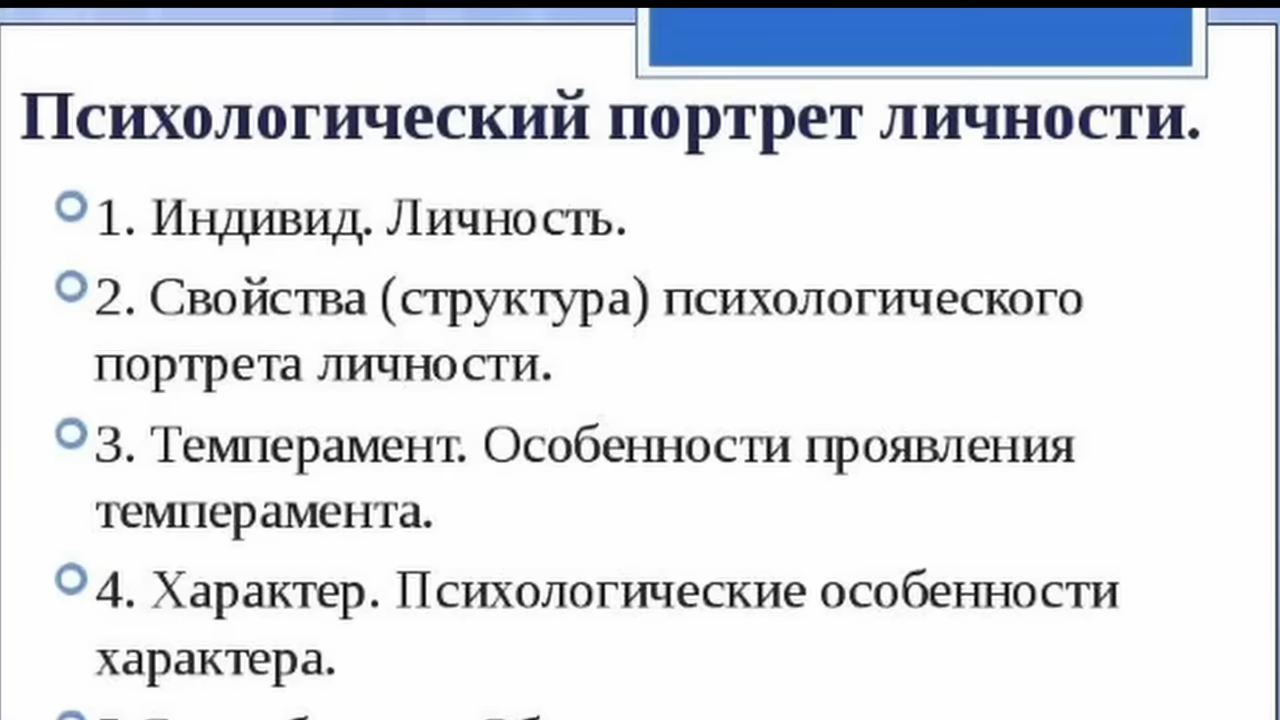 Психологический портрет личности.
1. Индивид. Личность.
2. Свойства (структура) психологического
портрета личности.
3. Темперамент. Особенности проявления
темперамента.
4. Характер. Психологические особенности
характера.